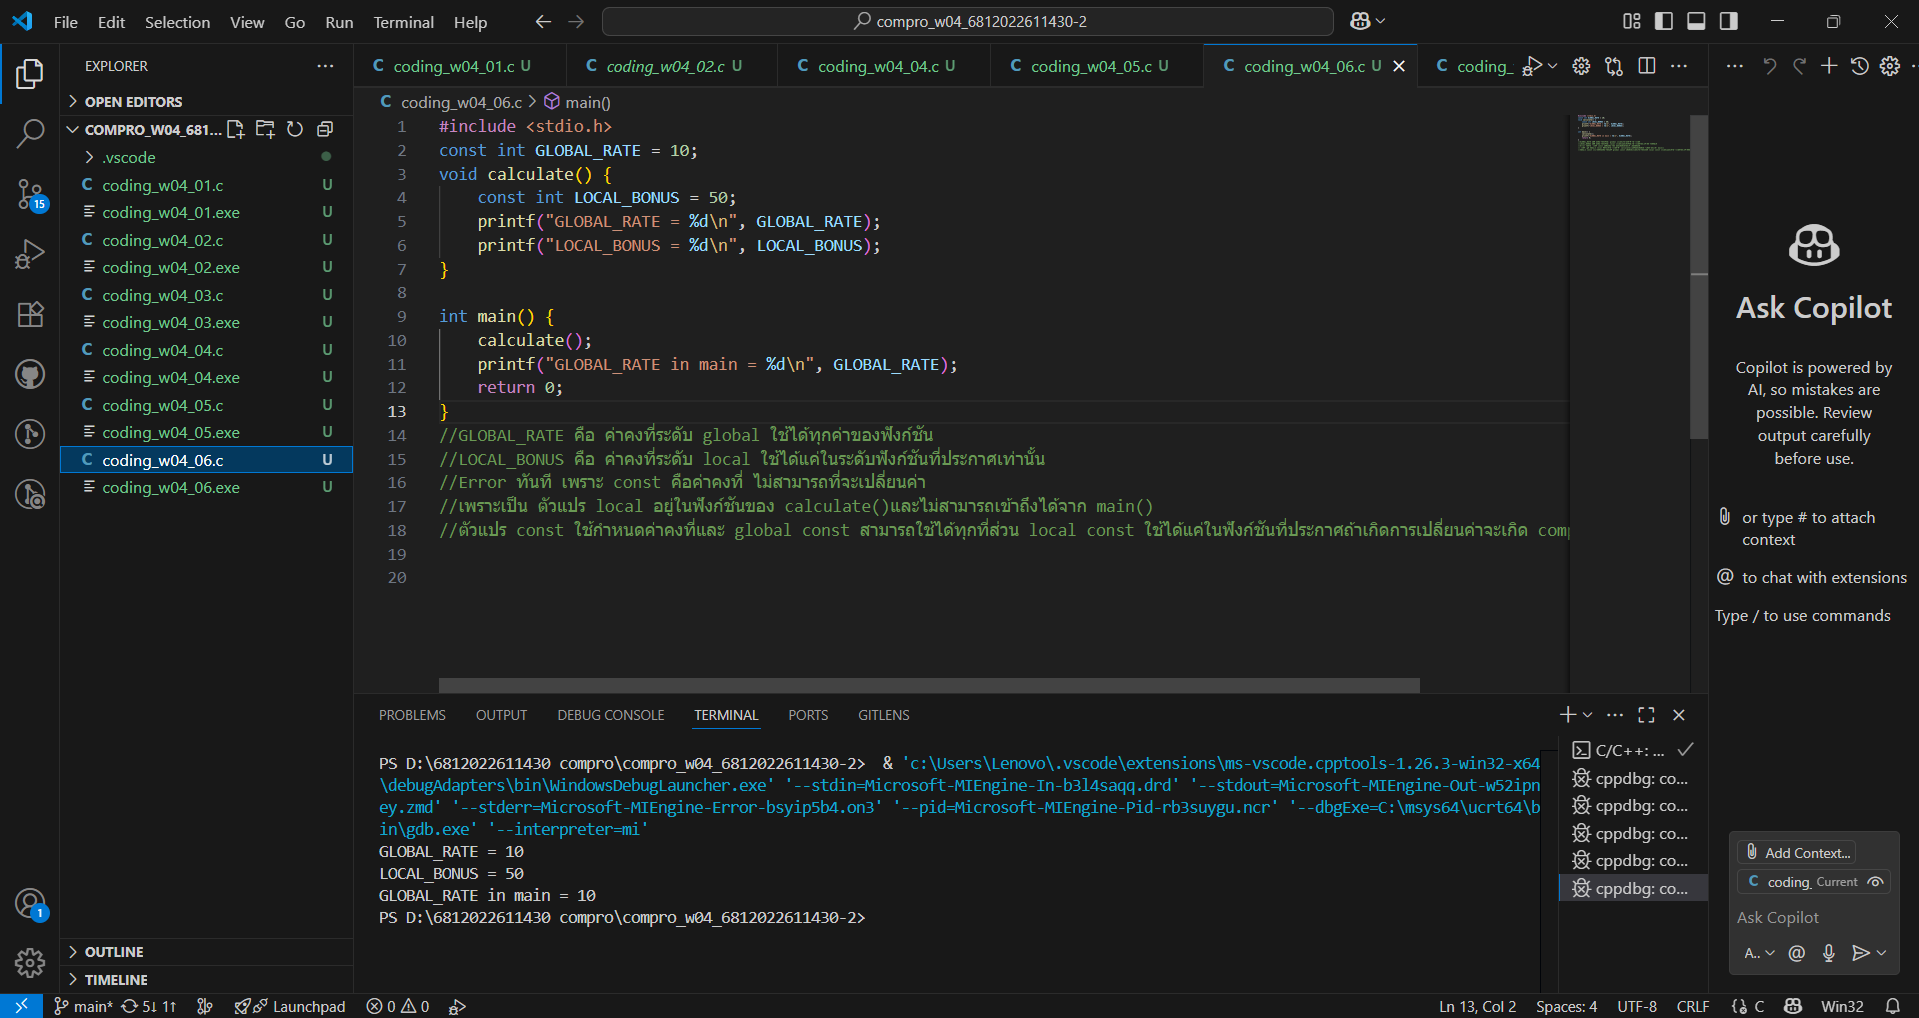 File Edit Selection View Go Run Terminal Help
compro_w04_6812022611430-2
EXPLORER
OPEN EDITORS
COMPRO_W04_681...
.vscode
coding_w04_01.c U
coding_w04_01.exe U
coding_w04_02.c U
coding_w04_02.exe U
coding_w04_03.c U
coding_w04_03.exe U
coding_w04_04.c U
coding_w04_04.exe U
coding_w04_05.c U
coding_w04_05.exe U
coding_w04_06.c U
coding_w04_06.exe U
OUTLINE
TIMELINE
15
1
C coding_w04_01.c U C coding_w04_02.c U C coding_w04_04.c U C coding_w04_05.c U C coding_w04_06.c U C coding_
C coding_w04_06.c > main()
1 #include <stdio.h>
2 const int GLOBAL_RATE = 10;
3 void calculate() {
4 const int LOCAL_BONUS = 50;
5 printf("GLOBAL_RATE = %d\n", GLOBAL_RATE);
6 printf("LOCAL_BONUS = %d\n", LOCAL_BONUS);
7 }
8
9 int main() {
10 calculate();
11 printf("GLOBAL_RATE in main = %d\n", GLOBAL_RATE);
12 return 0;
13 }
14 //GLOBAL_RATE คือ ค่าคงที่ระดับ global ใช้ได้ทุกค่าของฟังก์ชัน
15 //LOCAL_BONUS คือ ค่าคงที่ระดับ local ใช้ได้แค่ในระดับฟังก์ชันที่ประกาศเท่านั้น
16 //Error ทันที เพราะ const คือค่าคงที่ ไม่สามารถที่จะเปลี่ยนค่า
17 //เพราะเป็น ตัวแปร local อยู่ในฟังก์ชันของ calculate()และไม่สามารถเข้าถึงได้จาก main()
18 //ตัวแปร const ใช้กำหนดค่าคงที่และ global const สามารถใช้ได้ทุกที่ส่วน local const ใช้ได้แค่ในฟังก์ชันที่ประกาศถ้าเกิดการเปลี่ยนค่าจะเกิด com
19
20
PROBLEMS OUTPUT DEBUG CONSOLE TERMINAL PORTS GITLENS
PS D:\6812022611430 compro\compro_w04_6812022611430-2> & 'c:\Users\Lenovo\.vscode\extensions\ms-vscode.cpptools-1.26.3-win32-x64
\debugAdapters\bin\WindowsDebugLauncher.exe' '--stdin=Microsoft-MIEngine-In-b3l4saqq.drd' '--stdout=Microsoft-MIEngine-Out-w52ipn
ey.zmd' '--stderr=Microsoft-MIEngine-Error-bsyip5b4.on3' '--pid=Microsoft-MIEngine-Pid-rb3suygu.ncr' '--dbgExe=C:\msys64\ucrt64\b
in\gdb.exe' '--interpreter=mi'
GLOBAL_RATE = 10
LOCAL_BONUS = 50
GLOBAL_RATE in main = 10
PS D:\6812022611430 compro\compro_w04_6812022611430-2>
C/C++: ...
cppdbg: co...
cppdbg: co...
cppdbg: co...
cppdbg: co...
cppdbg: co...
Ask Copilot
Copilot is powered by
AI, so mistakes are
possible. Review
output carefully
before use.
or type # to attach
context
@ to chat with extensions
Type / to use commands
Add Context...
C coding_ Current
Ask Copilot
A.. @
main* 5↓ 1↑ Launchpad 0 0 Ln 13, Col 2 Spaces: 4 UTF-8 CRLF C Win32